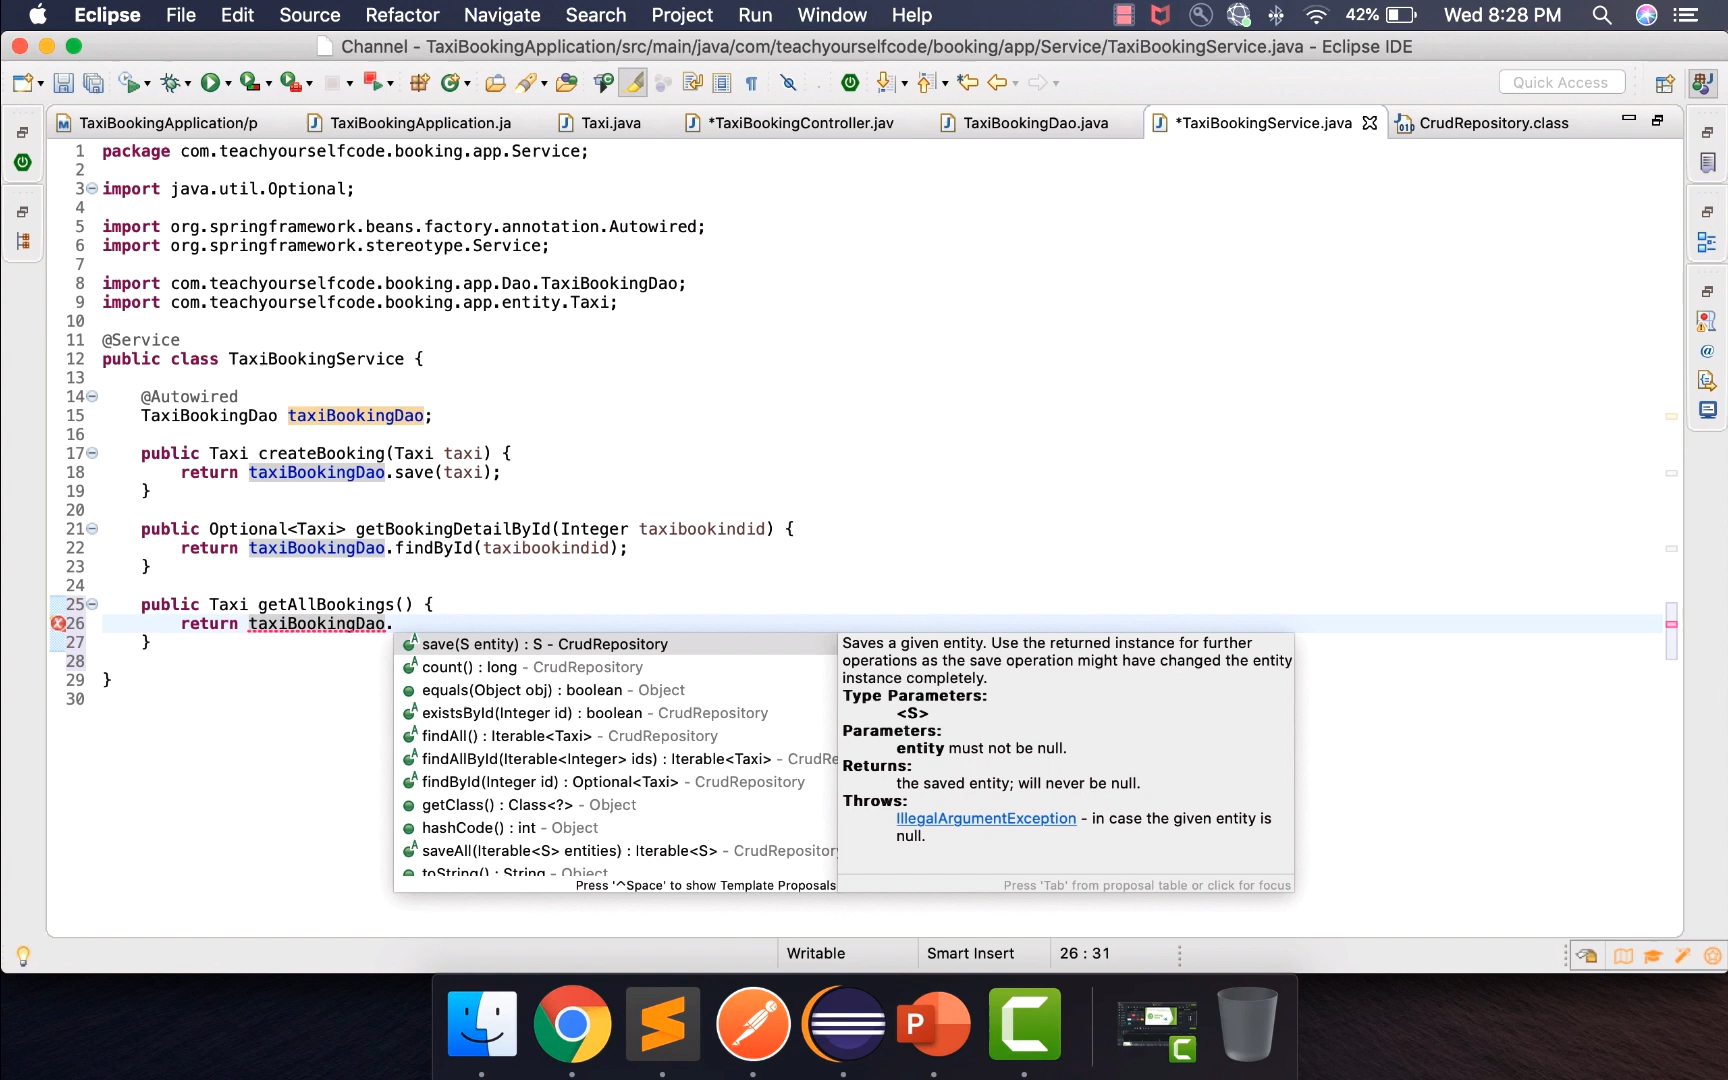 Eclipse File Edit Source Refactor Navigate Search Project Run Window Help 42% Wed 8:28 PM
Channel - TaxiBookingApplication/src/main/java/com/teachyourselfcode/booking/app/Service/TaxiBookingService.java - Eclipse IDE
Quick Access
TaxiBookingApplication/p TaxiBookingApplication.ja Taxi.java *TaxiBookingController.jav TaxiBookingDao.java *TaxiBookingService.java CrudRepository.class
1 package com.teachyourselfcode.booking.app.Service;
2
3 import java.util.Optional;
4
5 import org.springframework.beans.factory.annotation.Autowired;
6 import org.springframework.stereotype.Service;
7
8 import com.teachyourselfcode.booking.app.Dao.TaxiBookingDao;
9 import com.teachyourselfcode.booking.app.entity.Taxi;
10
11 @Service
12 public class TaxiBookingService {
13
14 @Autowired
15 TaxiBookingDao taxiBookingDao;
16
17 public Taxi createBooking(Taxi taxi) {
18 return taxiBookingDao.save(taxi);
19 }
20
21 public Optional<Taxi> getBookingDetailById(Integer taxibookindid) {
22 return taxiBookingDao.findById(taxibookindid);
23 }
24
25 public Taxi getAllBookings() {
26 return taxiBookingDao.
27 }
28
29 }
30
save(S entity) : S - CrudRepository
count() : long - CrudRepository
equals(Object obj) : boolean - Object
existsById(Integer id) : boolean - CrudRepository
findAll() : Iterable<Taxi> - CrudRepository
findAllById(Iterable<Integer> ids) : Iterable<Taxi> - CrudRe
findById(Integer id) : Optional<Taxi> - CrudRepository
getClass() : Class<?> - Object
hashCode() : int - Object
saveAll(Iterable<S> entities) : Iterable<S> - CrudRepository
toString() : String - Object
Press '^Space' to show Template Proposals
Saves a given entity. Use the returned instance for further
operations as the save operation might have changed the entity
instance completely.
Type Parameters:
<S>
Parameters:
entity must not be null.
Returns:
the saved entity; will never be null.
Throws:
IllegalArgumentException - in case the given entity is
null.
Press 'Tab' from proposal table or click for focus
Writable Smart Insert 26 : 31